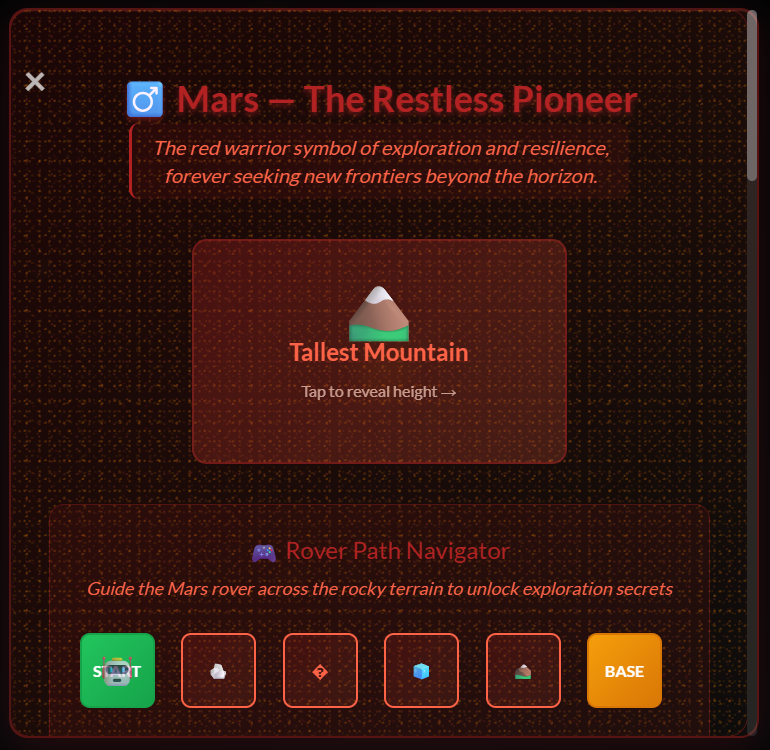 Mars — The Restless Pioneer
The red warrior symbol of exploration and resilience,
forever seeking new frontiers beyond the horizon.
Tallest Mountain
Tap to reveal height →
Rover Path Navigator
Guide the Mars rover across the rocky terrain to unlock exploration secrets
START
BASE